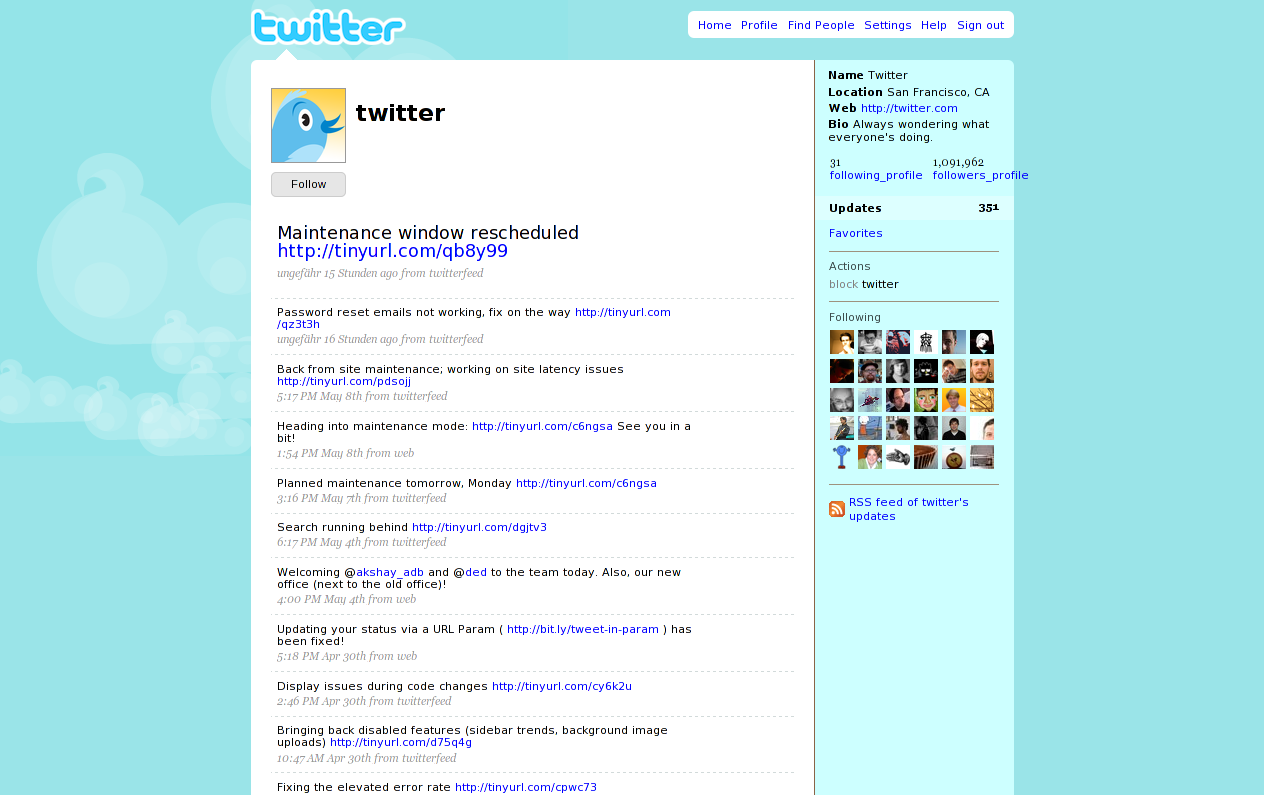 twitter
Home Profile Find People Settings Help Sign out
twitter
Follow
Maintenance window rescheduled
http://tinyurl.com/qb8y99
ungefähr 15 Stunden ago from twitterfeed
Password reset emails not working, fix on the way http://tinyurl.com
/qz3t3h
ungefähr 16 Stunden ago from twitterfeed
Back from site maintenance; working on site latency issues
http://tinyurl.com/pdsojj
5:17 PM May 8th from twitterfeed
Heading into maintenance mode: http://tinyurl.com/c6ngsa See you in a
bit!
1:54 PM May 8th from web
Planned maintenance tomorrow, Monday http://tinyurl.com/c6ngsa
3:16 PM May 7th from twitterfeed
Search running behind http://tinyurl.com/dgjtv3
6:17 PM May 4th from twitterfeed
Welcoming @akshay_adb and @ded to the team today. Also, our new
office (next to the old office)!
4:00 PM May 4th from web
Updating your status via a URL Param ( http://bit.ly/tweet-in-param ) has
been fixed!
5:18 PM Apr 30th from web
Display issues during code changes http://tinyurl.com/cy6k2u
2:46 PM Apr 30th from twitterfeed
Bringing back disabled features (sidebar trends, background image
uploads) http://tinyurl.com/d75q4g
10:47 AM Apr 30th from twitterfeed
Fixing the elevated error rate http://tinyurl.com/cpwc73
Name Twitter
Location San Francisco, CA
Web http://twitter.com
Bio Always wondering what
everyone's doing.
31 1,091,962
following_profile followers_profile
Updates 351
Favorites
Actions
block twitter
Following
RSS feed of twitter's
updates